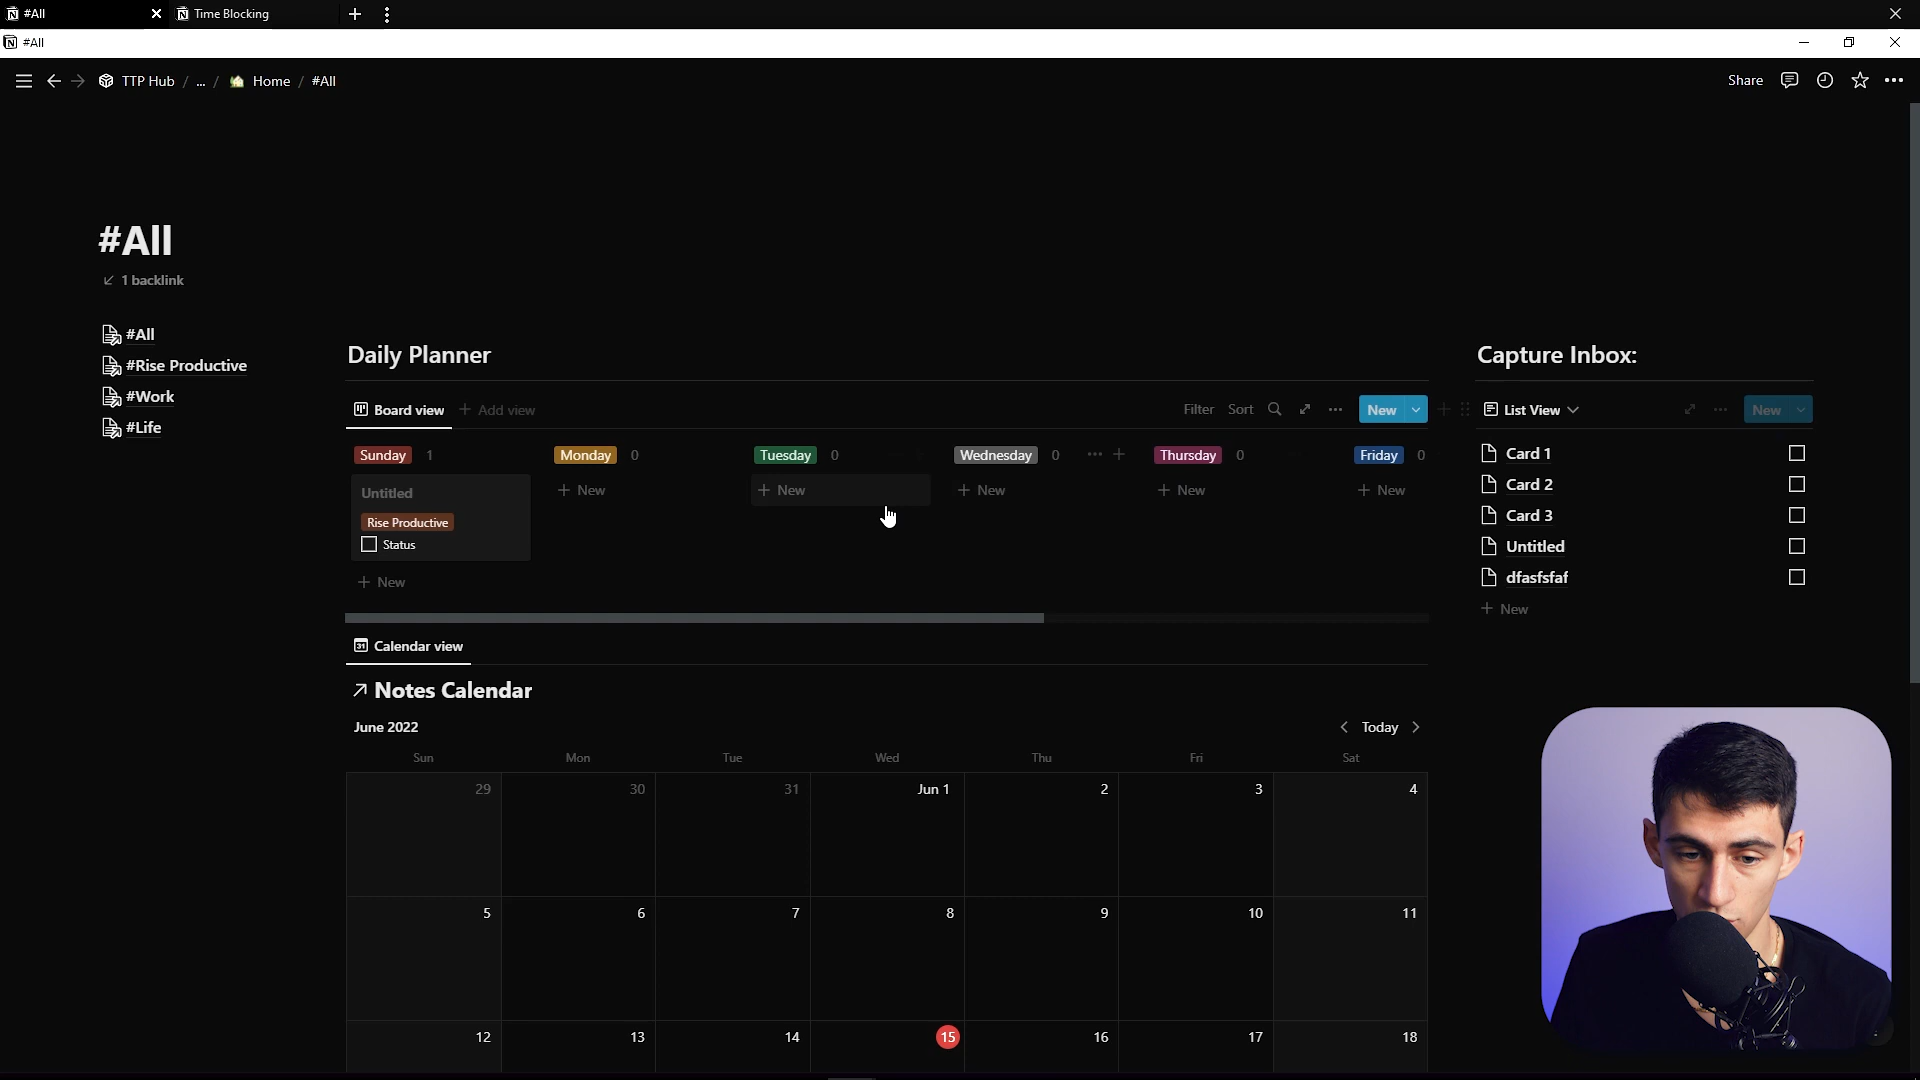 #All
Time Blocking
#All
TTP Hub / ... / Home / #All
Share
#All
1 backlink
#All
#Rise Productive
#Work
#Life
Daily Planner
Board view
Add view
Filter
Sort
New
Sunday 1
Monday 0
Tuesday 0
Wednesday 0
Thursday 0
Friday 0
Untitled
Rise Productive
Status
+ New
+ New
+ New
+ New
+ New
+ New
Capture Inbox:
List View
New
Card 1
Card 2
Card 3
Untitled
dfasfsfaf
+ New
31 Calendar view
Notes Calendar
June 2022
Today
Sun Mon Tue Wed Thu Fri Sat
29 30 31 Jun 1 2 3 4
5 6 7 8 9 10 11
12 13 14 15 16 17 18